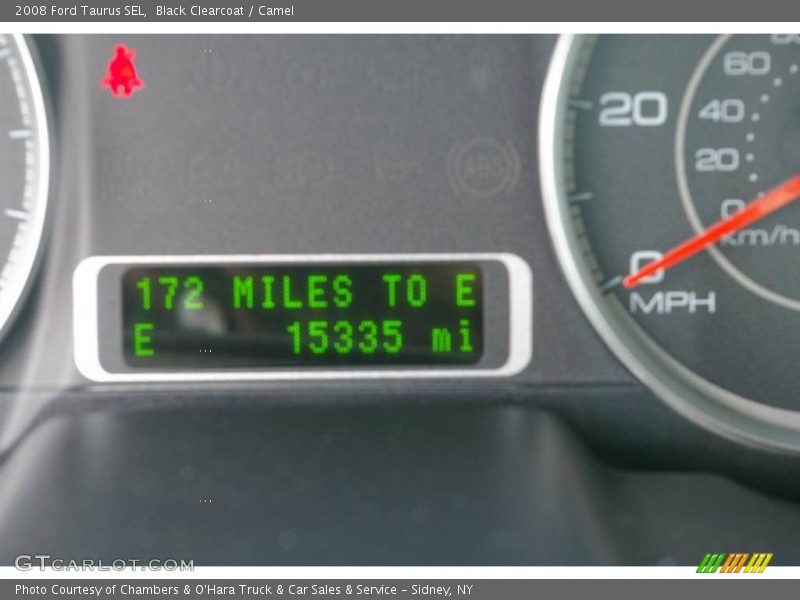 2008 Ford Taurus SEL, Black Clearcoat / Camel
60
20
40
20
0
km/h
0
MPH
172 MILES TO E
E 15335 mi
GTCARLOT.COM
Photo Courtesy of Chambers & O'Hara Truck & Car Sales & Service - Sidney, NY